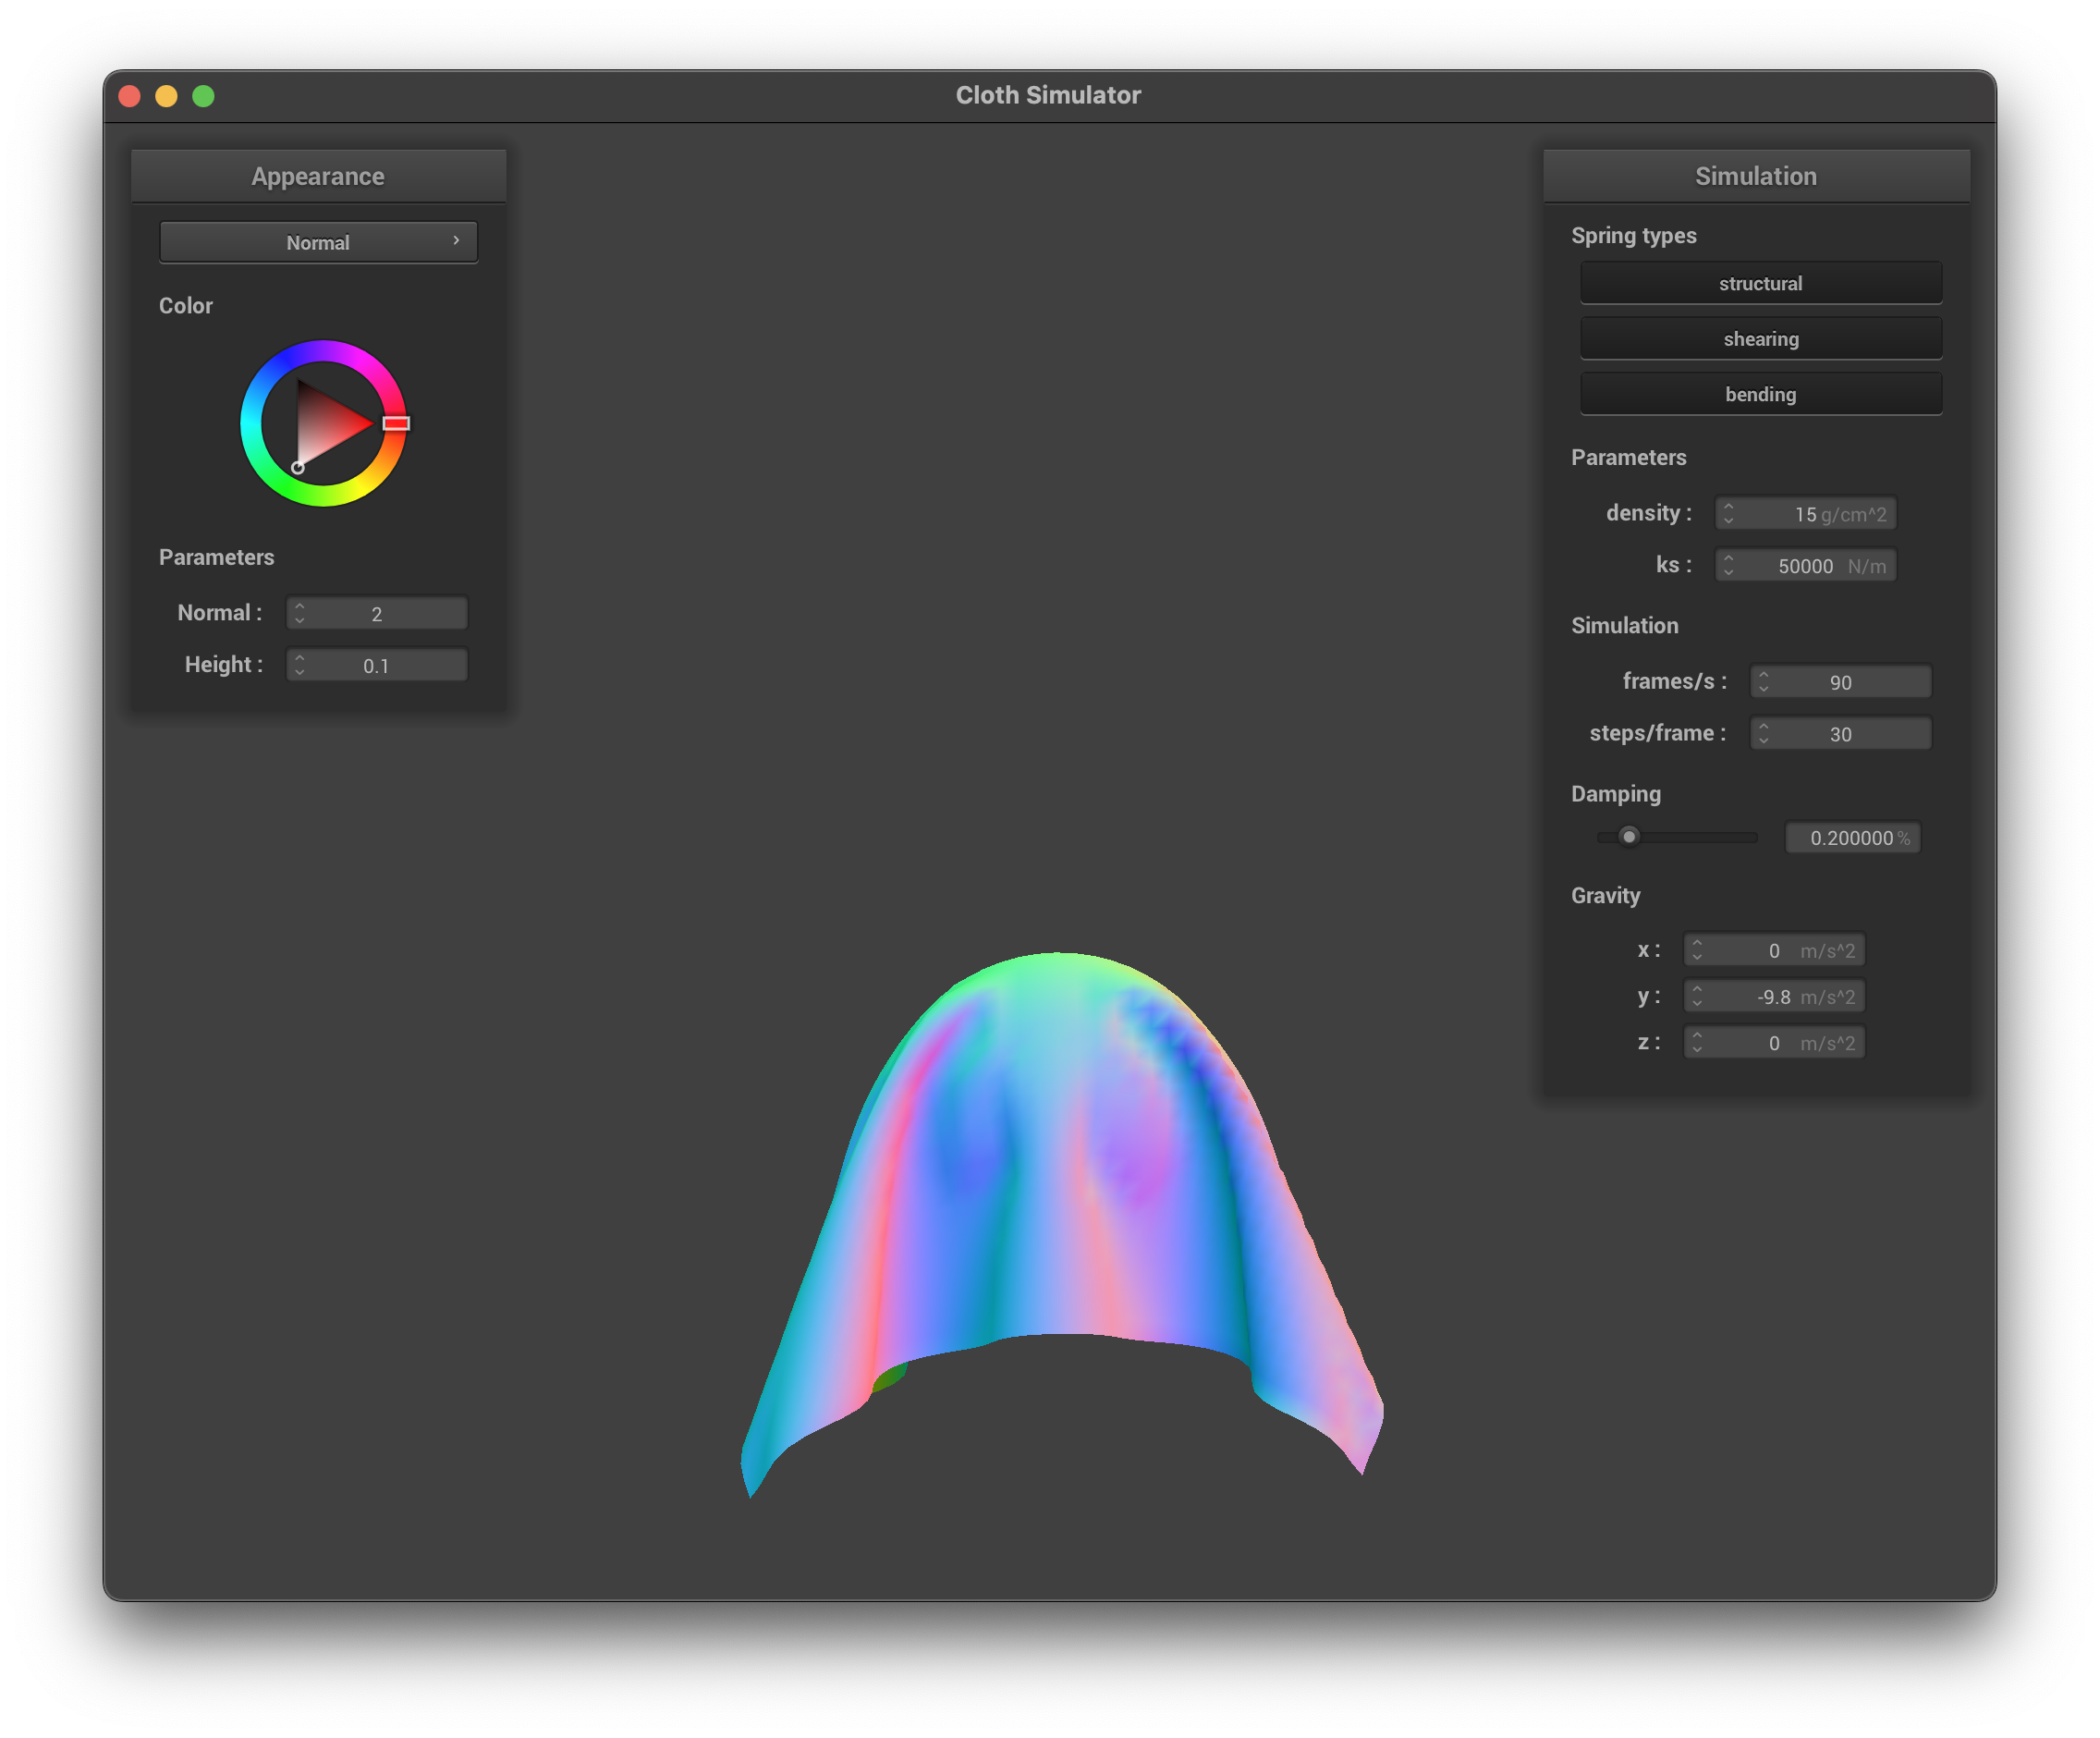 Cloth Simulator
Appearance
Normal
Color
Parameters
Normal : 2
Height : 0.1
Simulation
Spring types
structural
shearing
bending
Parameters
density : 15 g/cm^2
ks : 50000 N/m
Simulation
frames/s : 90
steps/frame : 30
Damping
0.200000 %
Gravity
x : 0 m/s^2
y : -9.8 m/s^2
z : 0 m/s^2